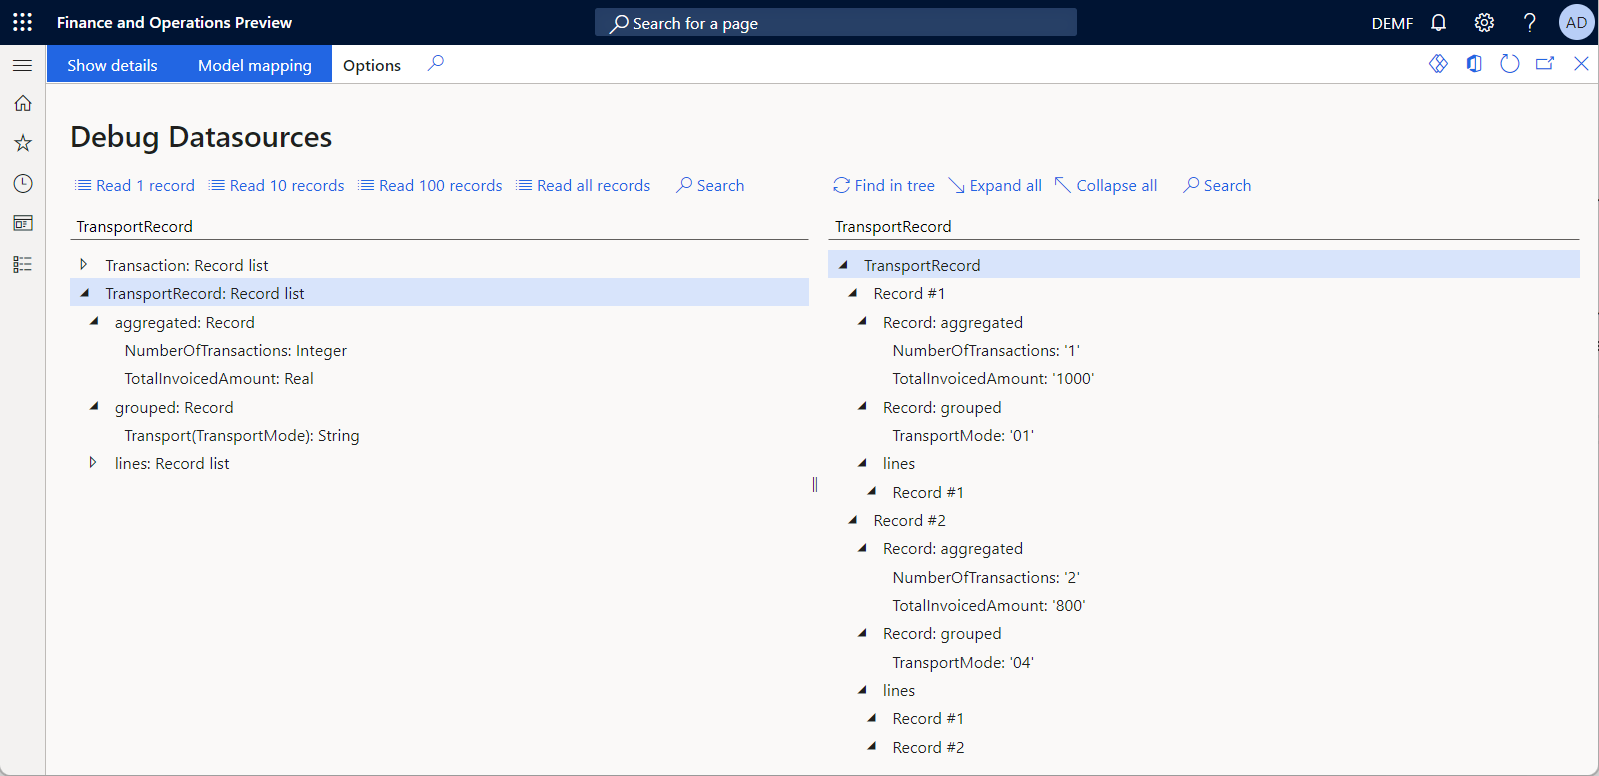 Finance and Operations Preview
Search for a page
DEMF
AD
Show details
Model mapping
Options
Debug Datasources
Read 1 record
Read 10 records
Read 100 records
Read all records
Search
TransportRecord
Transaction: Record list
TransportRecord: Record list
aggregated: Record
NumberOfTransactions: Integer
TotalInvoicedAmount: Real
grouped: Record
Transport(TransportMode): String
lines: Record list
Find in tree
Expand all
Collapse all
Search
TransportRecord
TransportRecord
Record #1
Record: aggregated
NumberOfTransactions: '1'
TotalInvoicedAmount: '1000'
Record: grouped
TransportMode: '01'
lines
Record #1
Record #2
Record: aggregated
NumberOfTransactions: '2'
TotalInvoicedAmount: '800'
Record: grouped
TransportMode: '04'
lines
Record #1
Record #2